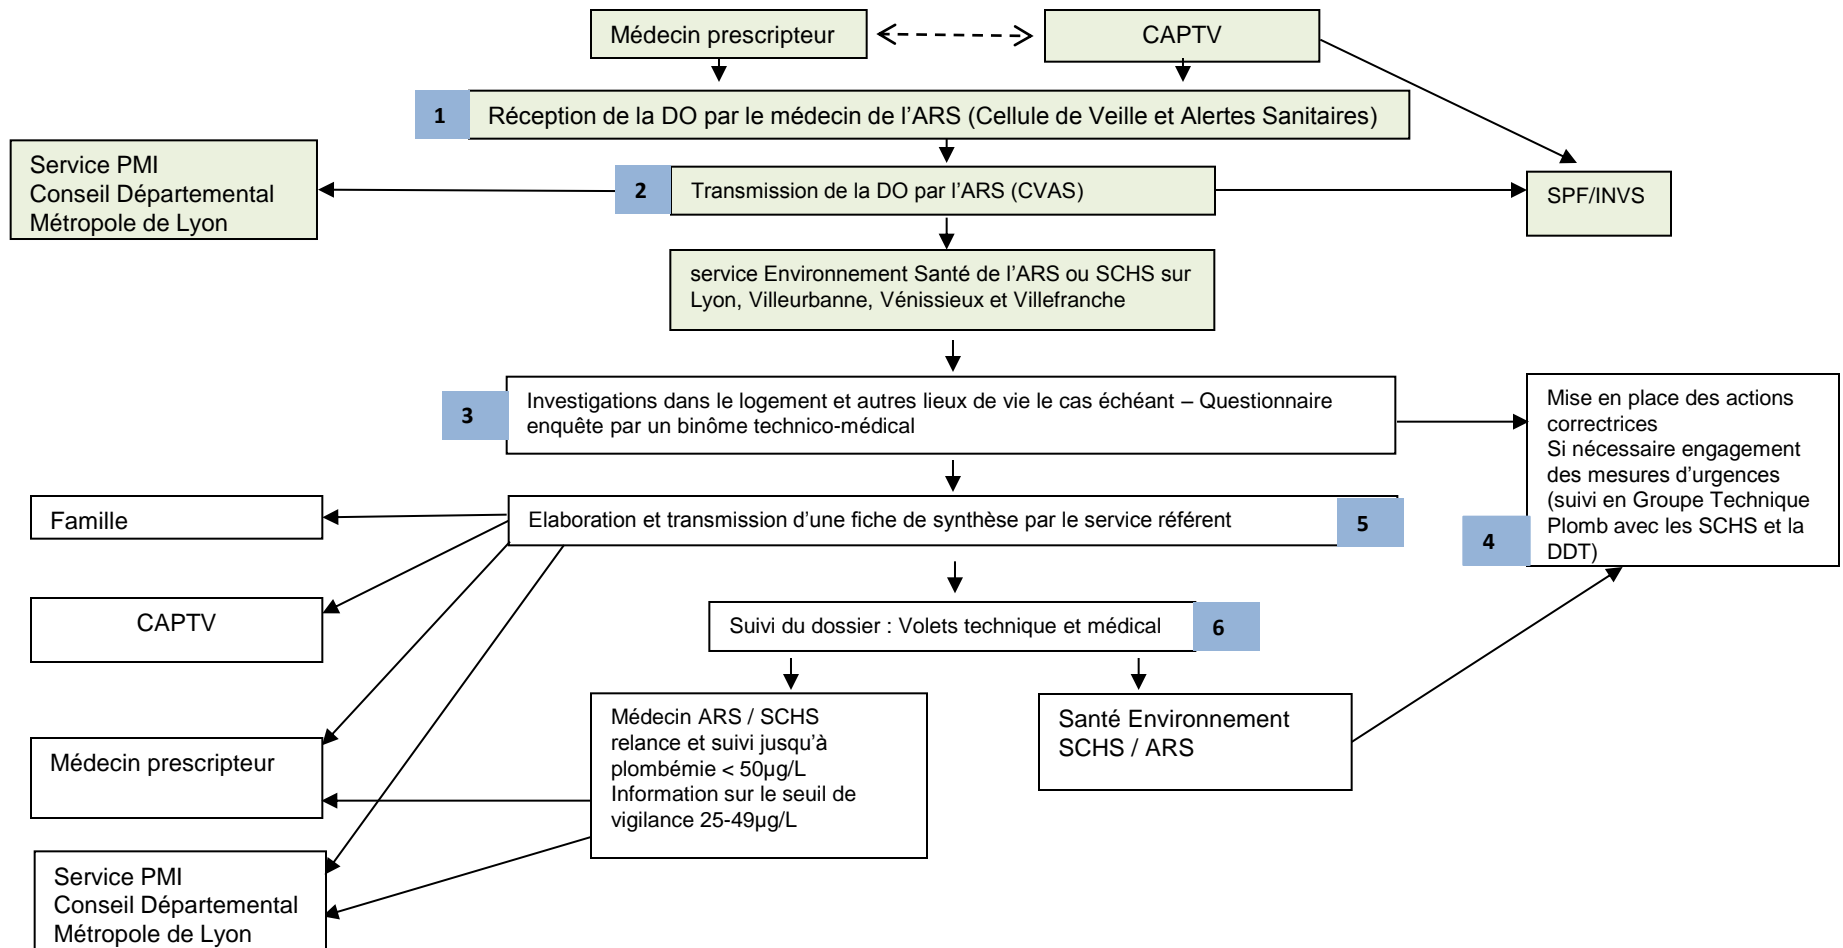 Médecin prescripteur
CAPTV
1
Réception de la DO par le médecin de l'ARS (Cellule de Veille et Alertes Sanitaires)
Service PMI
Conseil Départemental
Métropole de Lyon
2
Transmission de la DO par l'ARS (CVAS)
SPF/INVS
service Environnement Santé de l'ARS ou SCHS sur
Lyon, Villeurbanne, Vénissieux et Villefranche
3
Investigations dans le logement et autres lieux de vie le cas échéant – Questionnaire
enquête par un binôme technico-médical
Mise en place des actions
correctrices
Si nécessaire engagement
des mesures d'urgences
(suivi en Groupe Technique
Plomb avec les SCHS et la
DDT)
4
Famille
Elaboration et transmission d'une fiche de synthèse par le service référent
5
CAPTV
Suivi du dossier : Volets technique et médical
6
Médecin prescripteur
Médecin ARS / SCHS
relance et suivi jusqu'à
plombémie < 50µg/L
Information sur le seuil de
vigilance 25-49µg/L
Santé Environnement
SCHS / ARS
Service PMI
Conseil Départemental
Métropole de Lyon